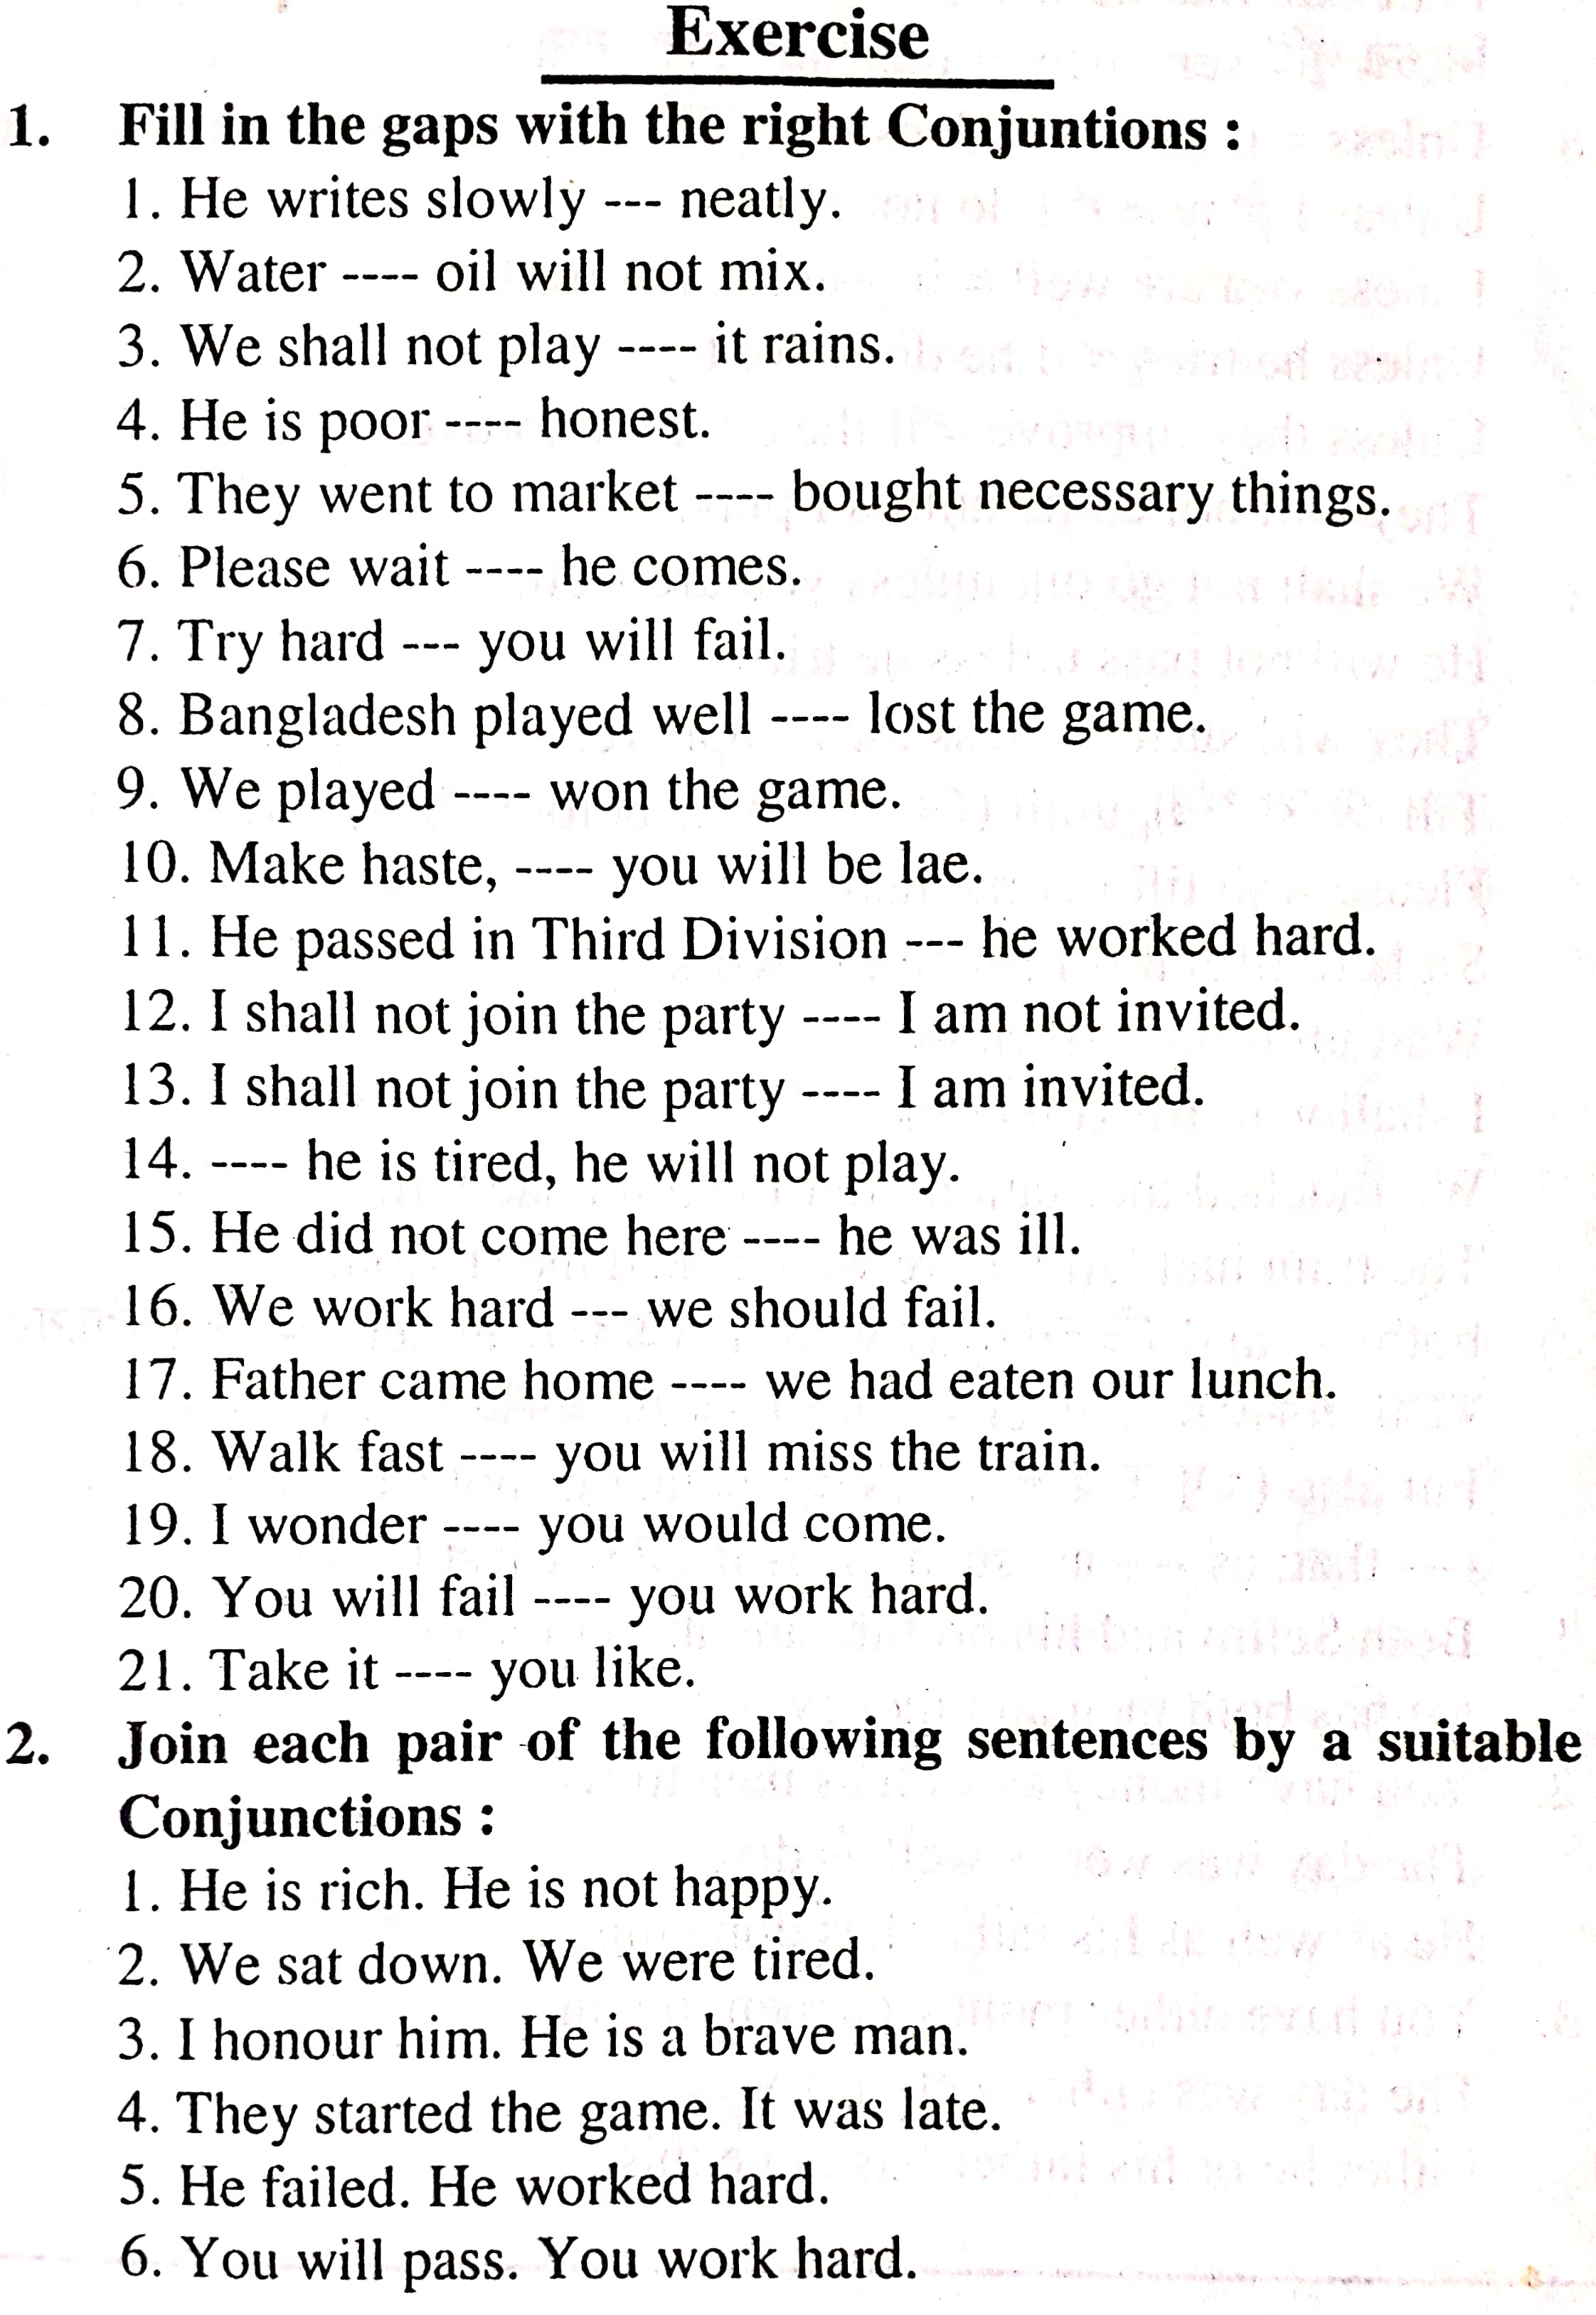 Exercise
1. Fill in the gaps with the right Conjuntions :
1. He writes slowly --- neatly.
2. Water ---- oil will not mix.
3. We shall not play ---- it rains.
4. He is poor ---- honest.
5. They went to market ---- bought necessary things.
6. Please wait ---- he comes.
7. Try hard --- you will fail.
8. Bangladesh played well ---- lost the game.
9. We played ---- won the game.
10. Make haste, ---- you will be lae.
11. He passed in Third Division --- he worked hard.
12. I shall not join the party ---- I am not invited.
13. I shall not join the party ---- I am invited.
14. ---- he is tired, he will not play.
15. He did not come here ---- he was ill.
16. We work hard --- we should fail.
17. Father came home ---- we had eaten our lunch.
18. Walk fast ---- you will miss the train.
19. I wonder ---- you would come.
20. You will fail ---- you work hard.
21. Take it ---- you like.
2. Join each pair of the following sentences by a suitable
Conjunctions :
1. He is rich. He is not happy.
2. We sat down. We were tired.
3. I honour him. He is a brave man.
4. They started the game. It was late.
5. He failed. He worked hard.
6. You will pass. You work hard.